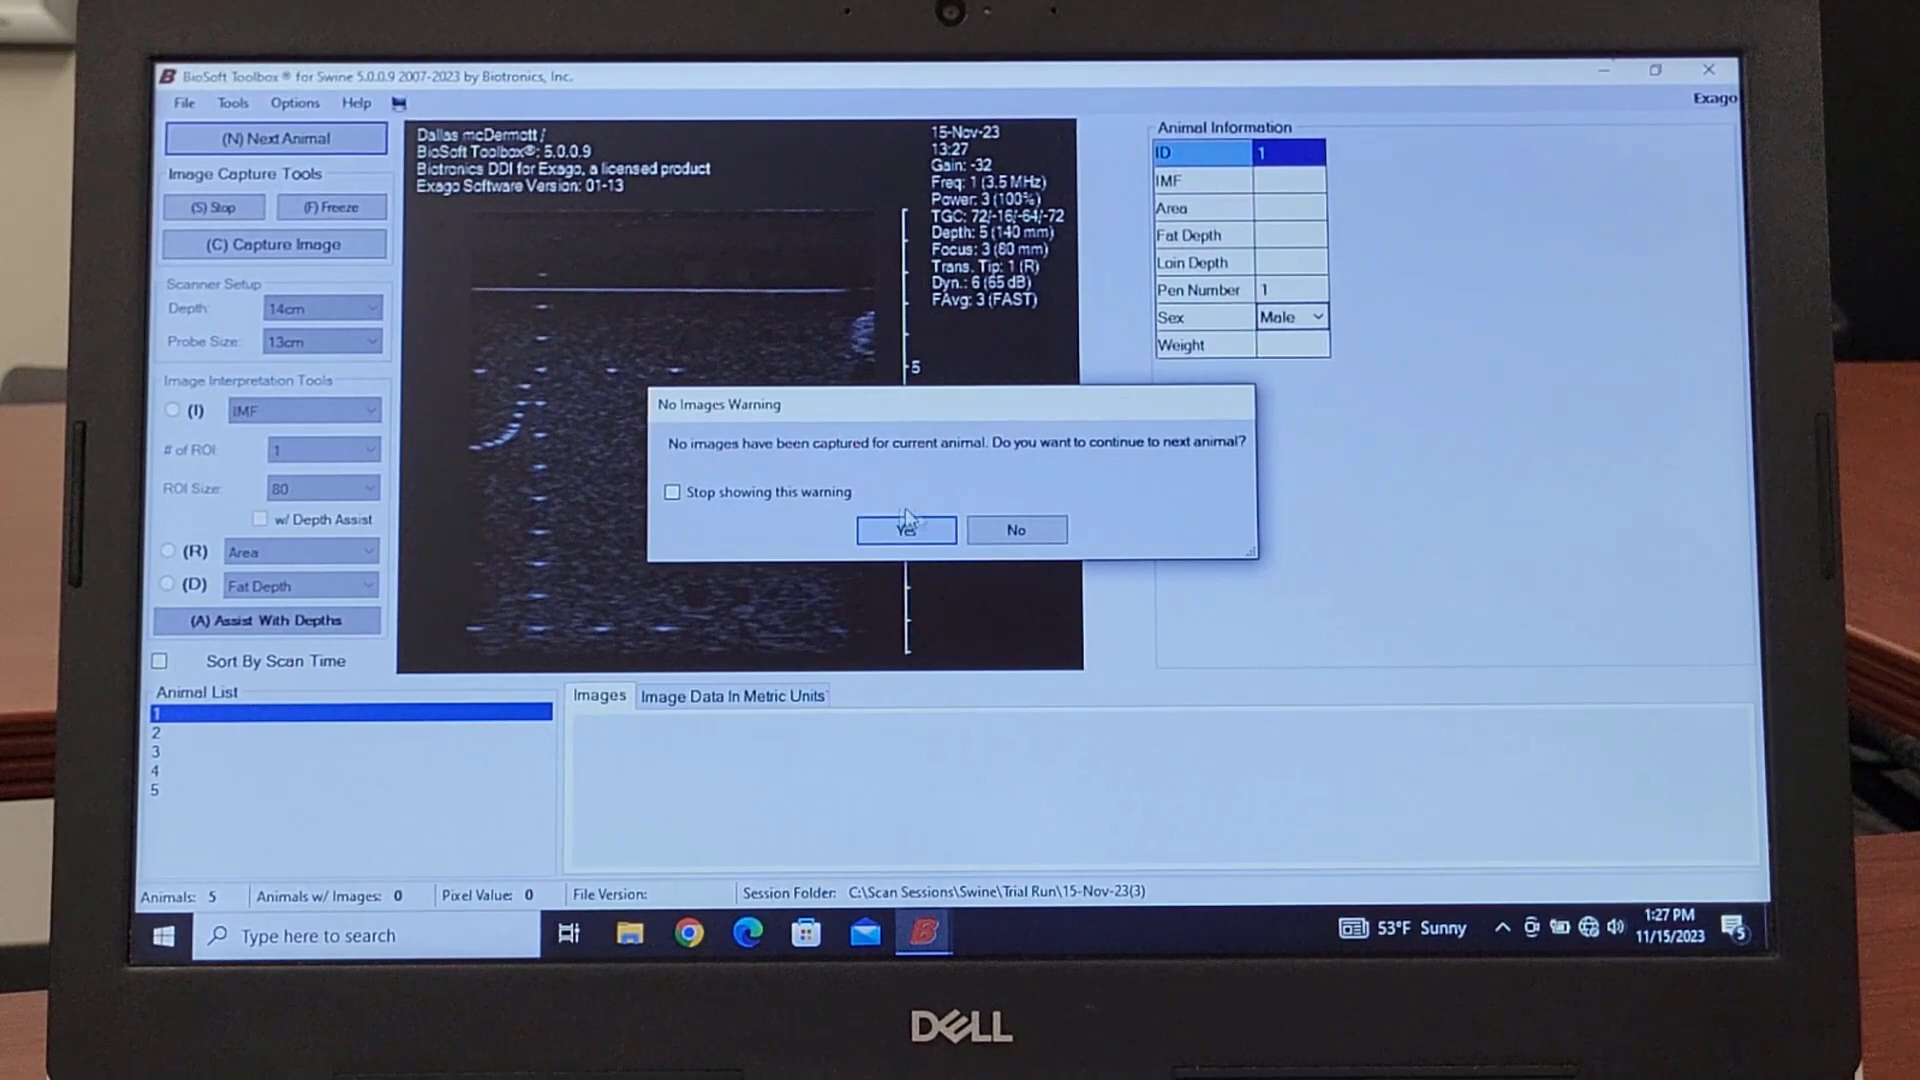 BioSoft Toolbox ® for Swine 5.0.0.9 2007-2023 by Biotronics, Inc.
File Tools Options Help
Exago
(N) Next Animal
Image Capture Tools
(S) Stop (F) Freeze
(C) Capture Image
Scanner Setup
Depth: 14cm
Probe Size: 13cm
Image Interpretation Tools
(I) IMF
# of ROI: 1
ROI Size: 80
w/ Depth Assist
(R) Area
(D) Fat Depth
(A) Assist With Depths
Sort By Scan Time
Dallas mcDermott /
BioSoft Toolbox®: 5.0.0.9
Biotronics DDI for Exago, a licensed product
Exago Software Version: 01-13
15-Nov-23
13:27
Gain: -32
Freq: 1 (3.5 MHz)
Power: 3 (100%)
TGC: 72/-16/-64/-72
Depth: 5 (140 mm)
Focus: 3 (80 mm)
Trans. Tip: 1 (R)
Dyn.: 6 (65 dB)
FAvg: 3 (FAST)
5
Animal Information
ID 1
IMF
Area
Fat Depth
Loin Depth
Pen Number 1
Sex Male
Weight
No Images Warning
No images have been captured for current animal. Do you want to continue to next animal?
Stop showing this warning
Yes No
Animal List
1
2
3
4
5
Images Image Data In Metric Units
Animals: 5 Animals w/ Images: 0 Pixel Value: 0 File Version: Session Folder: C:\Scan Sessions\Swine\Trial Run\15-Nov-23(3)
Type here to search
53°F Sunny
1:27 PM
11/15/2023
5
DELL